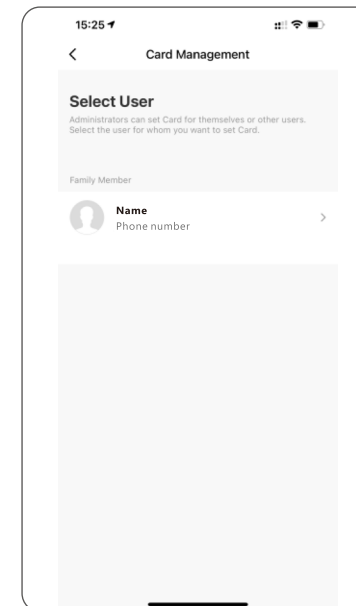 15:25
Card Management
Select User
Administrators can set Card for themselves or other users.
Select the user for whom you want to set Card.
Family Member
Name
Phone number